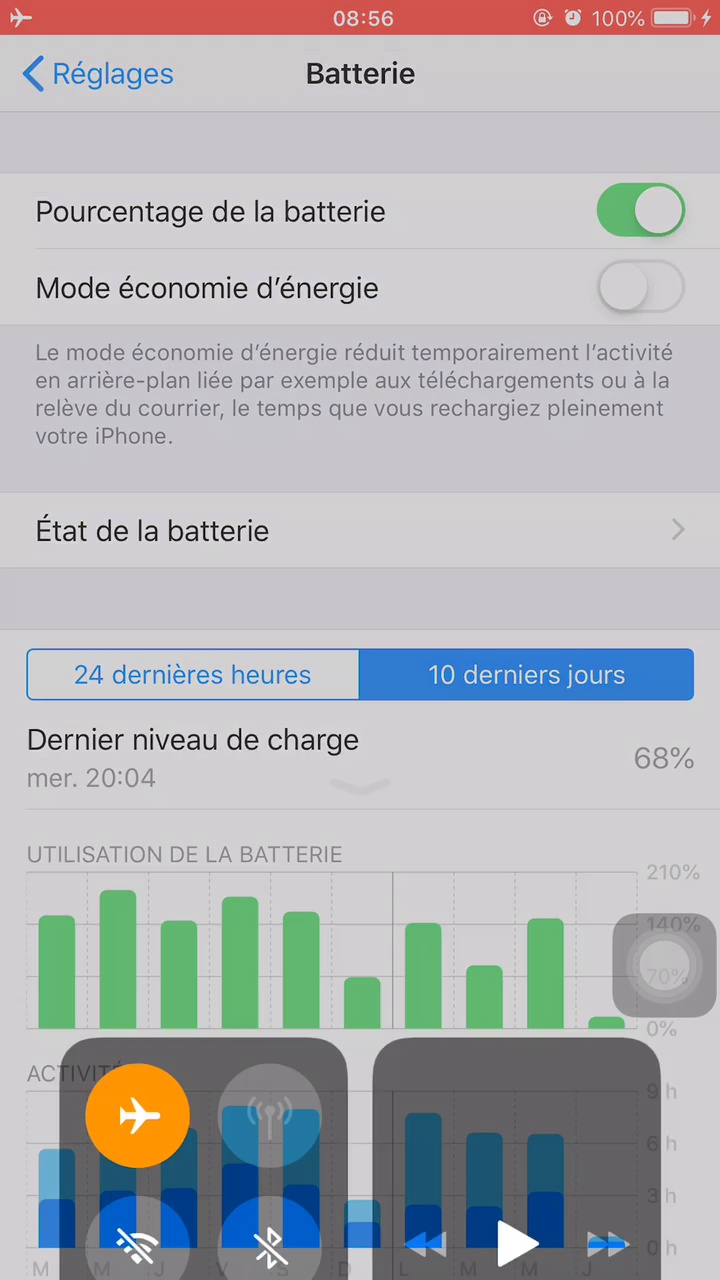 08:56
100%
Réglages
Batterie
Pourcentage de la batterie
Mode économie d’énergie
Le mode économie d’énergie réduit temporairement l’activité
en arrière-plan liée par exemple aux téléchargements ou à la
relève du courrier, le temps que vous rechargiez pleinement
votre iPhone.
État de la batterie
24 dernières heures
10 derniers jours
Dernier niveau de charge
mer. 20:04
68%
UTILISATION DE LA BATTERIE
210%
140%
70%
0%
ACTIVITÉ
9 h
6 h
3 h
0 h
M M J V S D L M M J